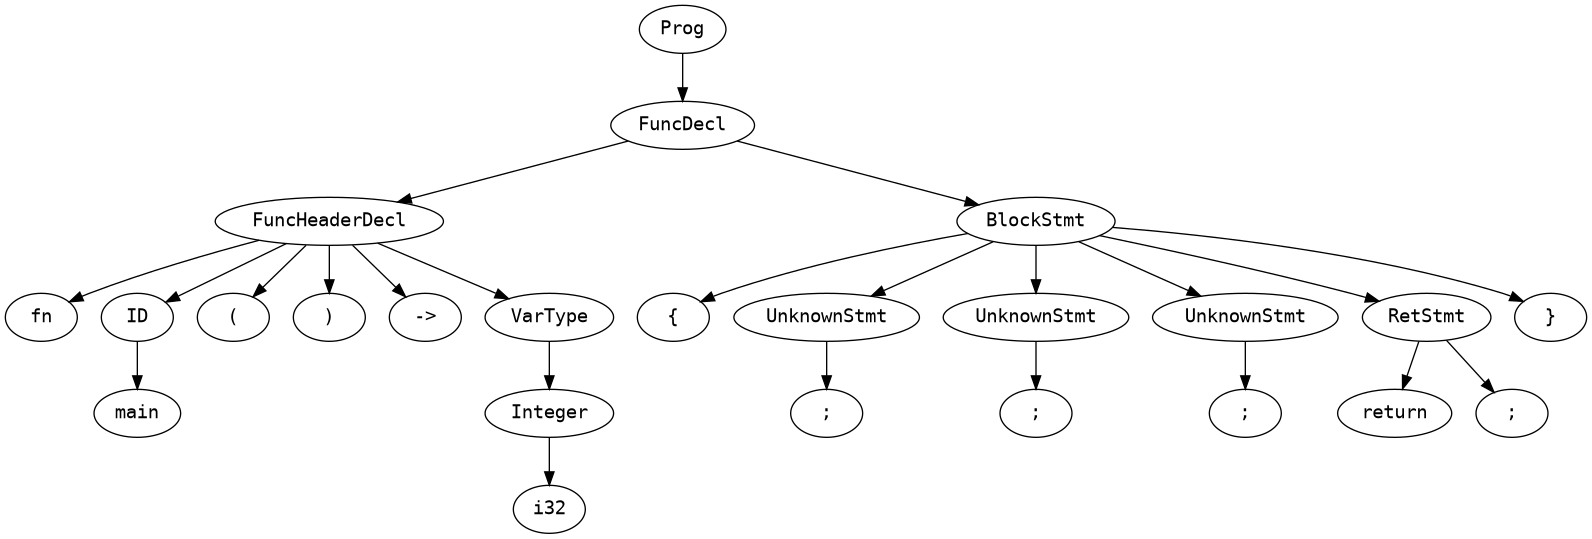 Prog
FuncDecl
FuncHeaderDecl BlockStmt
fn ID ( ) -> VarType { UnknownStmt UnknownStmt UnknownStmt RetStmt }
main Integer ; ; ; return ;
i32